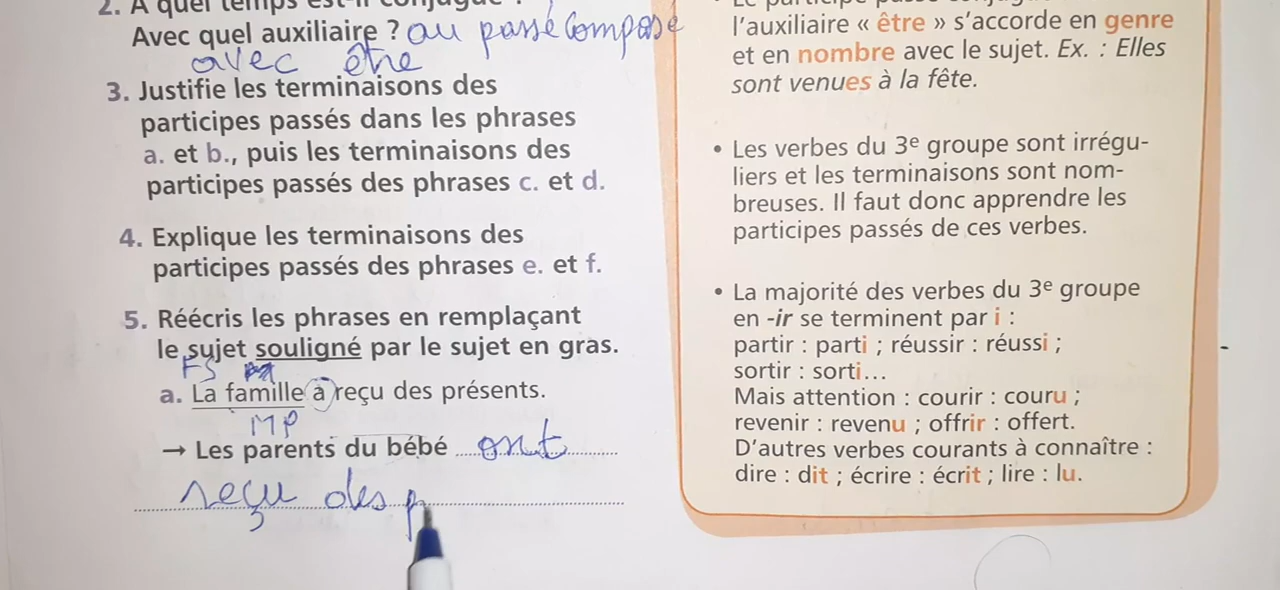 2. À quel temps est-il conjugué ?
Avec quel auxiliaire ? au passé composé
avec être
3. Justifie les terminaisons des
participes passés dans les phrases
a. et b., puis les terminaisons des
participes passés des phrases c. et d.
4. Explique les terminaisons des
participes passés des phrases e. et f.
5. Réécris les phrases en remplaçant
le sujet souligné par le sujet en gras.
FS
a. La famille a reçu des présents.
MP
→ Les parents du bébé ont
reçu des p
l'auxiliaire « être » s'accorde en genre
et en nombre avec le sujet. Ex. : Elles
sont venues à la fête.
• Les verbes du 3e groupe sont irrégu-
liers et les terminaisons sont nom-
breuses. Il faut donc apprendre les
participes passés de ces verbes.
• La majorité des verbes du 3e groupe
en -ir se terminent par i :
partir : parti ; réussir : réussi ;
sortir : sorti...
Mais attention : courir : couru ;
revenir : revenu ; offrir : offert.
D'autres verbes courants à connaître :
dire : dit ; écrire : écrit ; lire : lu.